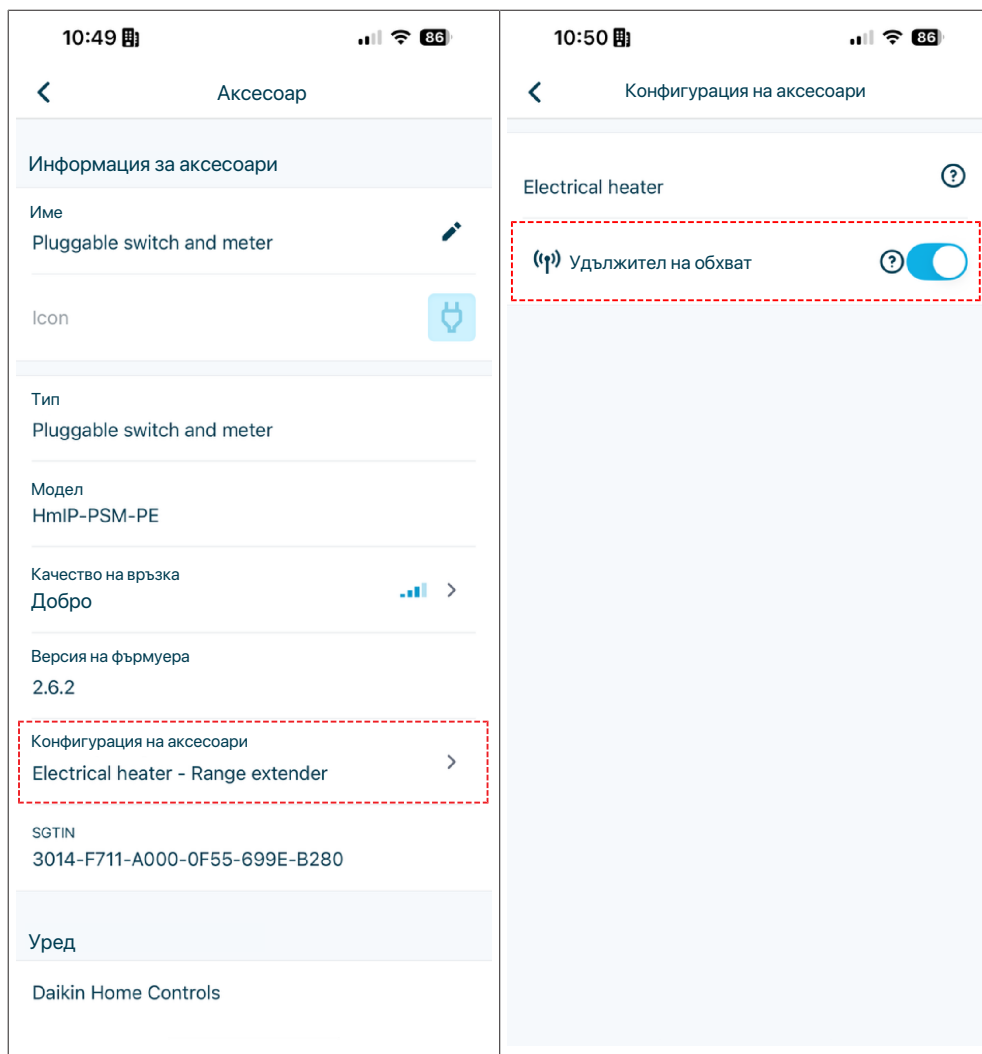 10:49
86
Аксесоар
Информация за аксесоари
Име
Pluggable switch and meter
Icon
Тип
Pluggable switch and meter
Модел
HmIP-PSM-PE
Качество на връзка
Добро
Версия на фърмуера
2.6.2
Конфигурация на аксесоари
Electrical heater - Range extender
SGTIN
3014-F711-A000-0F55-699E-B280
Уред
Daikin Home Controls
10:50
86
Конфигурация на аксесоари
Electrical heater
Удължител на обхват